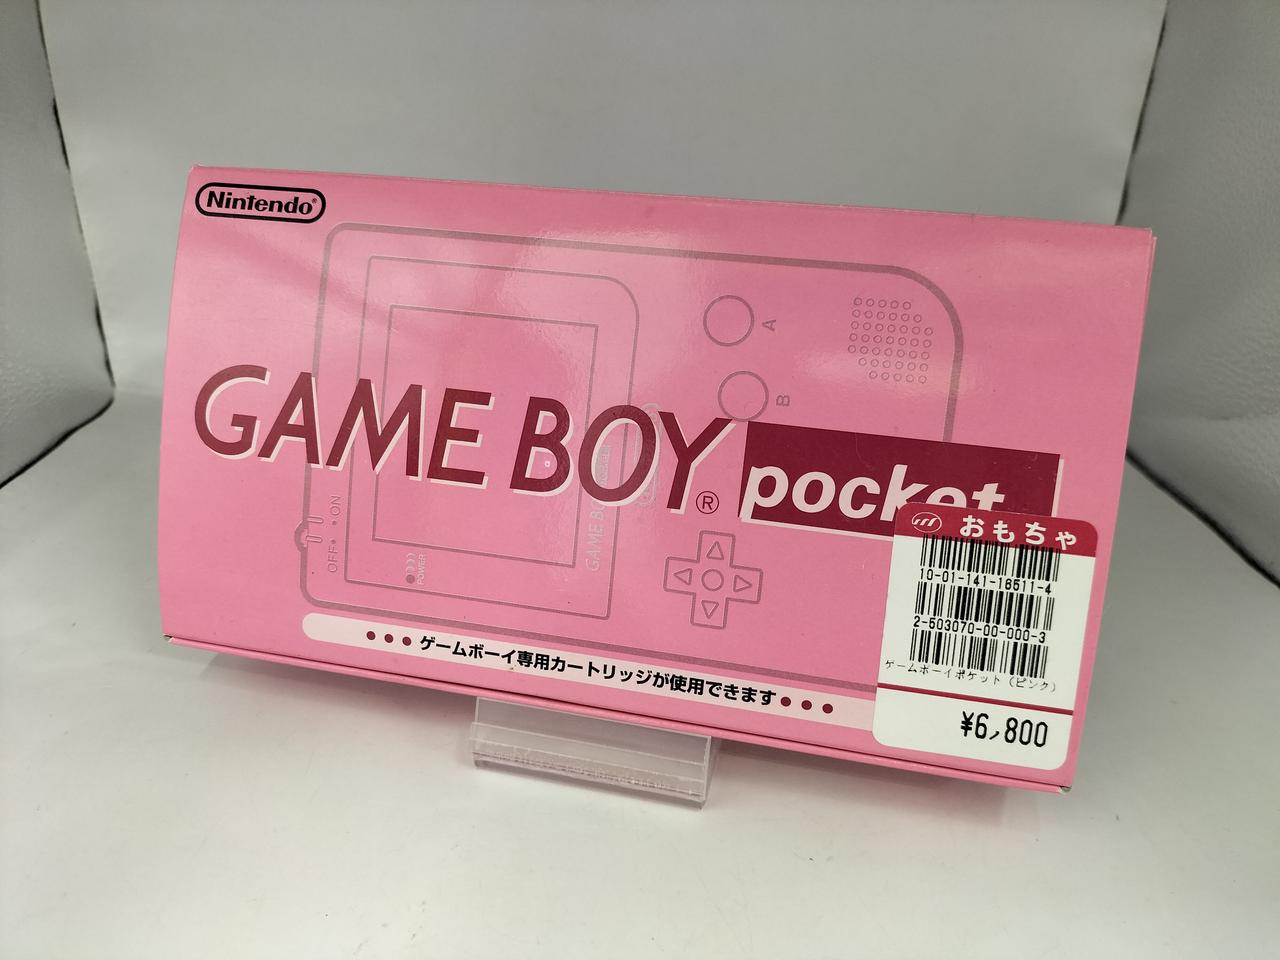 Nintendo®
A
B
GAME BOY® pocket
ON
OFF
POWER
おもちゃ
10-01-141-16511-4
2-503070-00-000-3
ゲームボーイポケット (ピンク)
¥6,800
ゲームボーイ専用カートリッジが使用できます